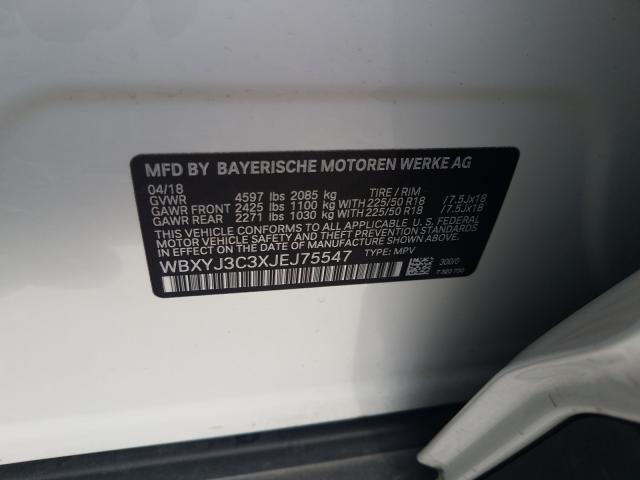 MFD BY BAYERISCHE MOTOREN WERKE AG
04/18 TIRE / RIM
GVWR 4597 lbs 2085 kg
GAWR FRONT 2425 lbs 1100 kg WITH 225/50 R18 /7.5Jx18
GAWR REAR 2271 lbs 1030 kg WITH 225/50 R18 /7.5Jx18
THIS VEHICLE CONFORMS TO ALL APPLICABLE U. S. FEDERAL
MOTOR VEHICLE SAFETY, BUMPER, AND THEFT PREVENTION
STANDARDS IN EFFECT ON THE DATE OF MANUFACTURE SHOWN ABOVE.
WBXYJ3C3XJEJ75547 TYPE: MPV
300/0